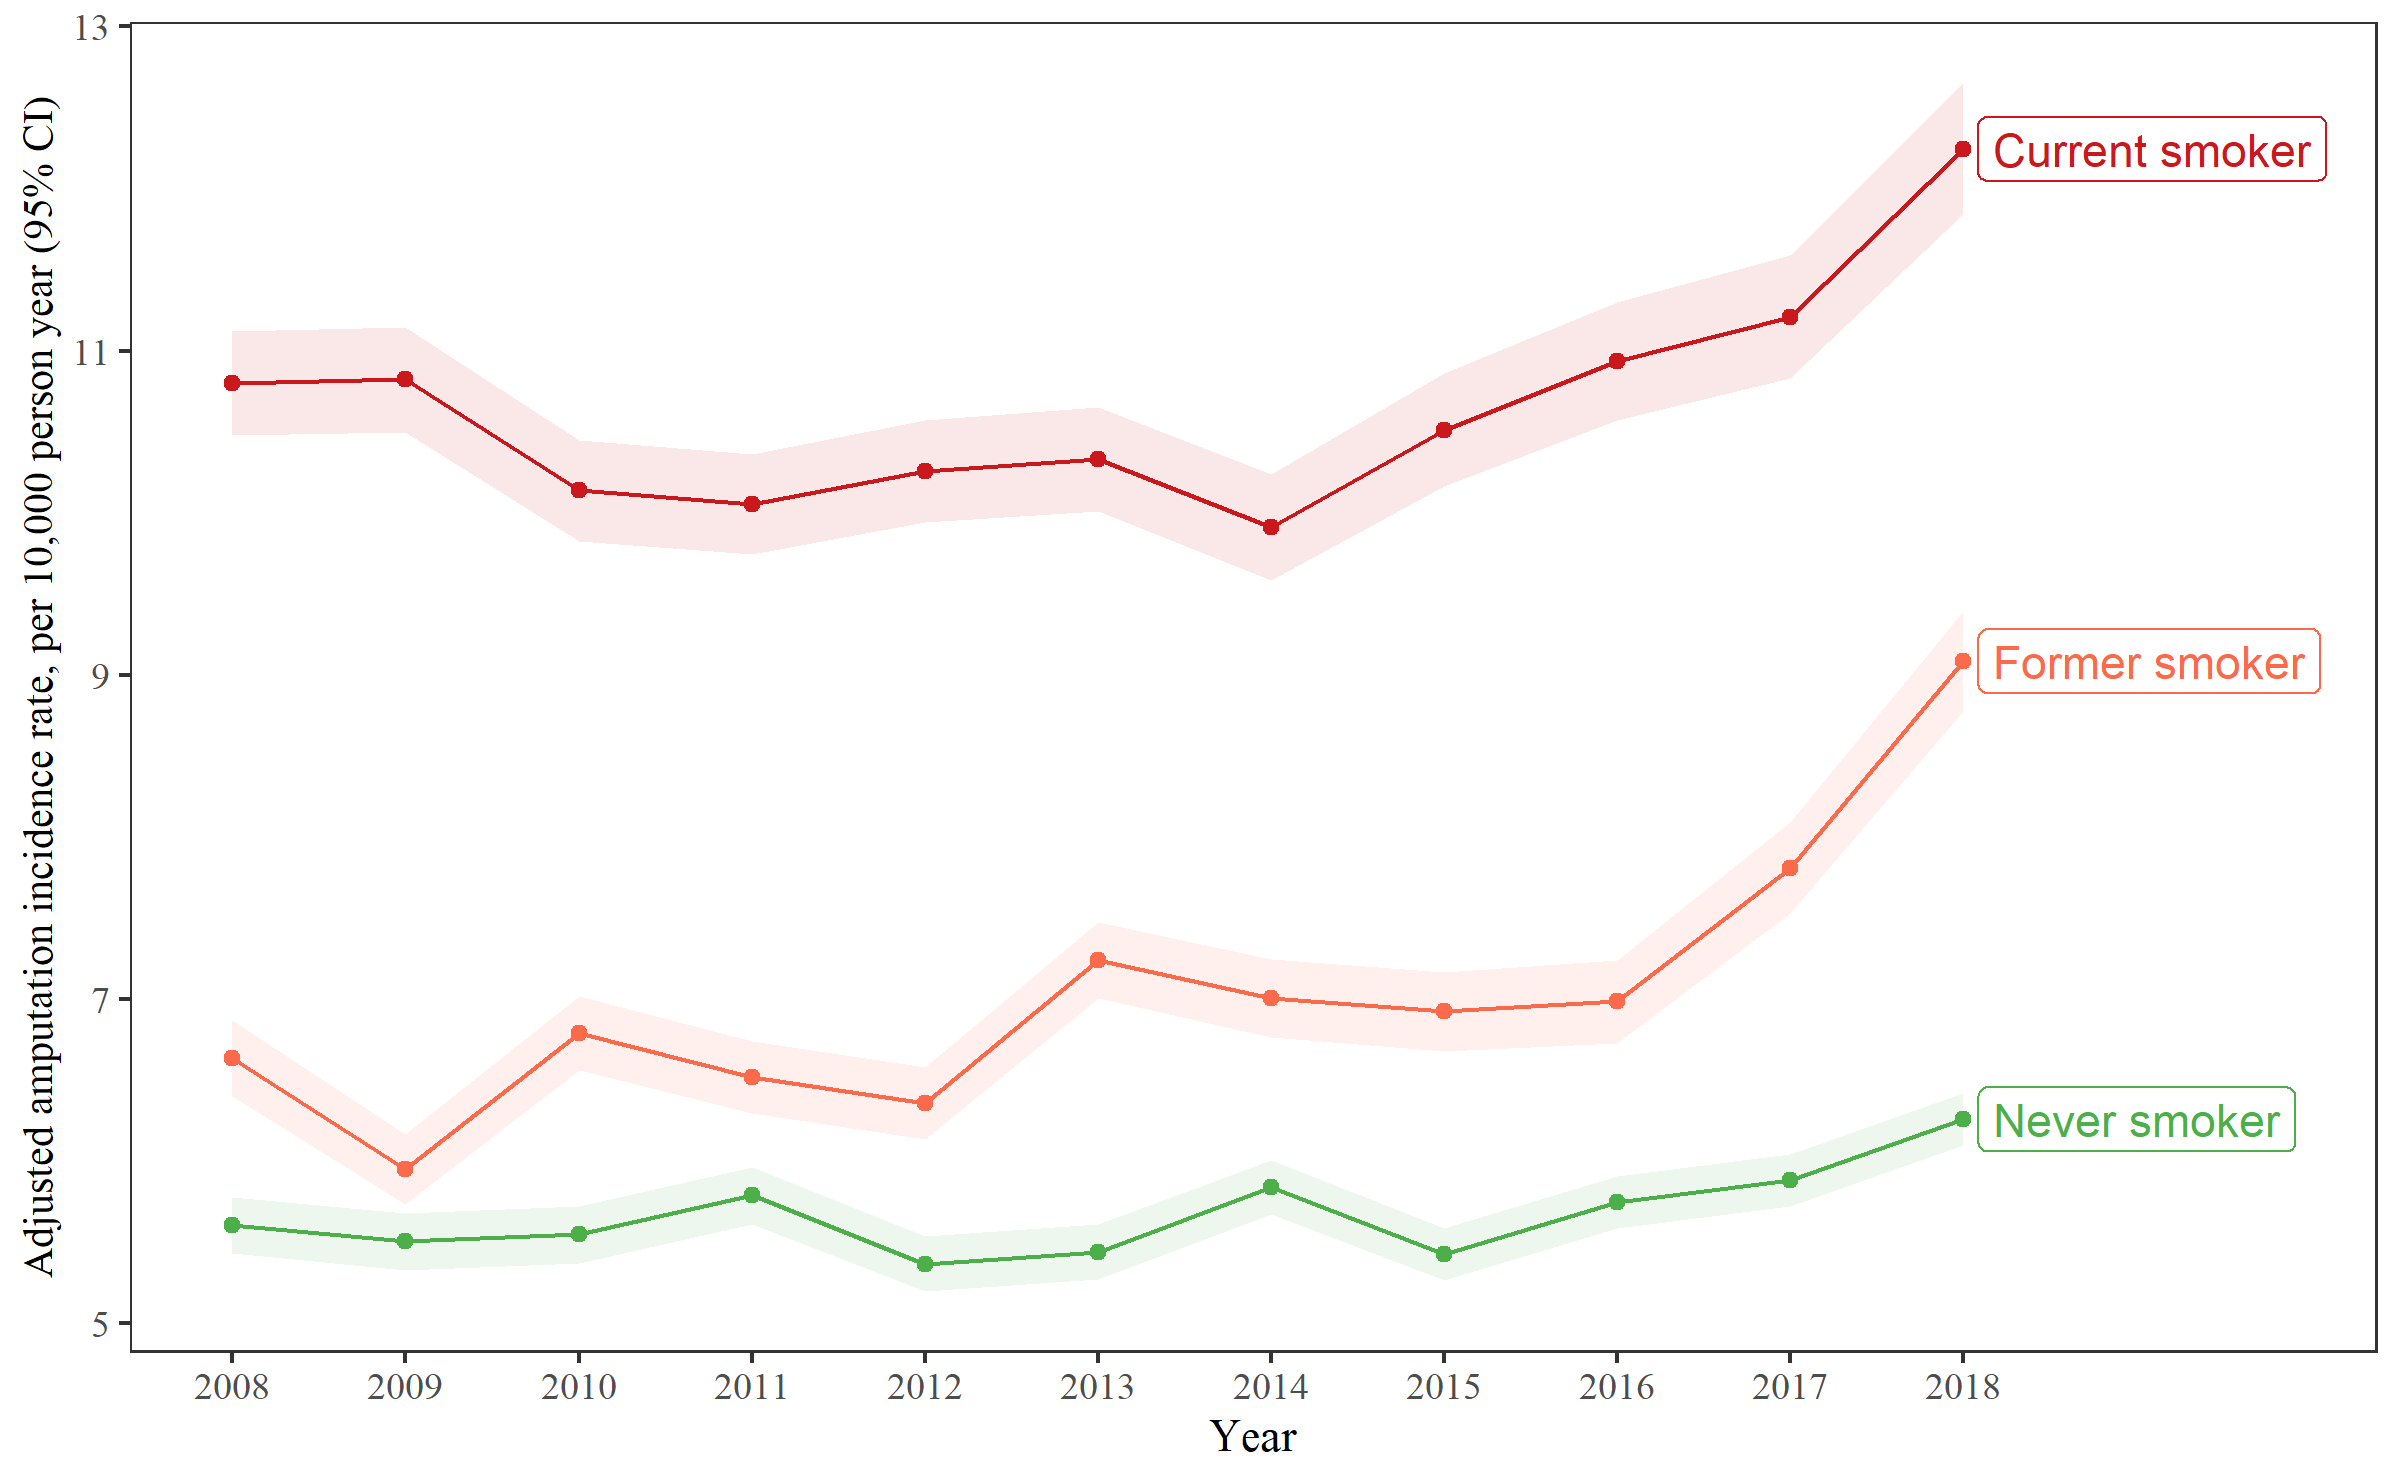 Adjusted amputation incidence rate, per 10,000 person year (95% CI)
13
11
9
7
5
Current smoker
Former smoker
Never smoker
2008 2009 2010 2011 2012 2013 2014 2015 2016 2017 2018
Year